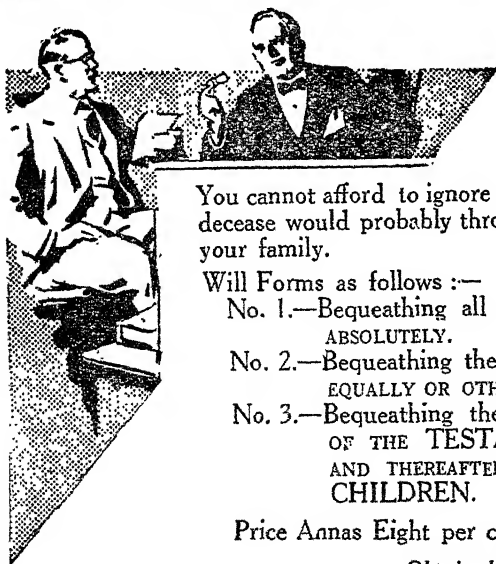 You cannot afford to ignore
decease would probably thro
your family.
Will Forms as follows :—
No. 1.—Bequeathing all
ABSOLUTELY.
No. 2.—Bequeathing the
EQUALLY OR OTH
No. 3.—Bequeathing the
OF THE TESTA
AND THEREAFTE
CHILDREN.
Price Annas Eight per c